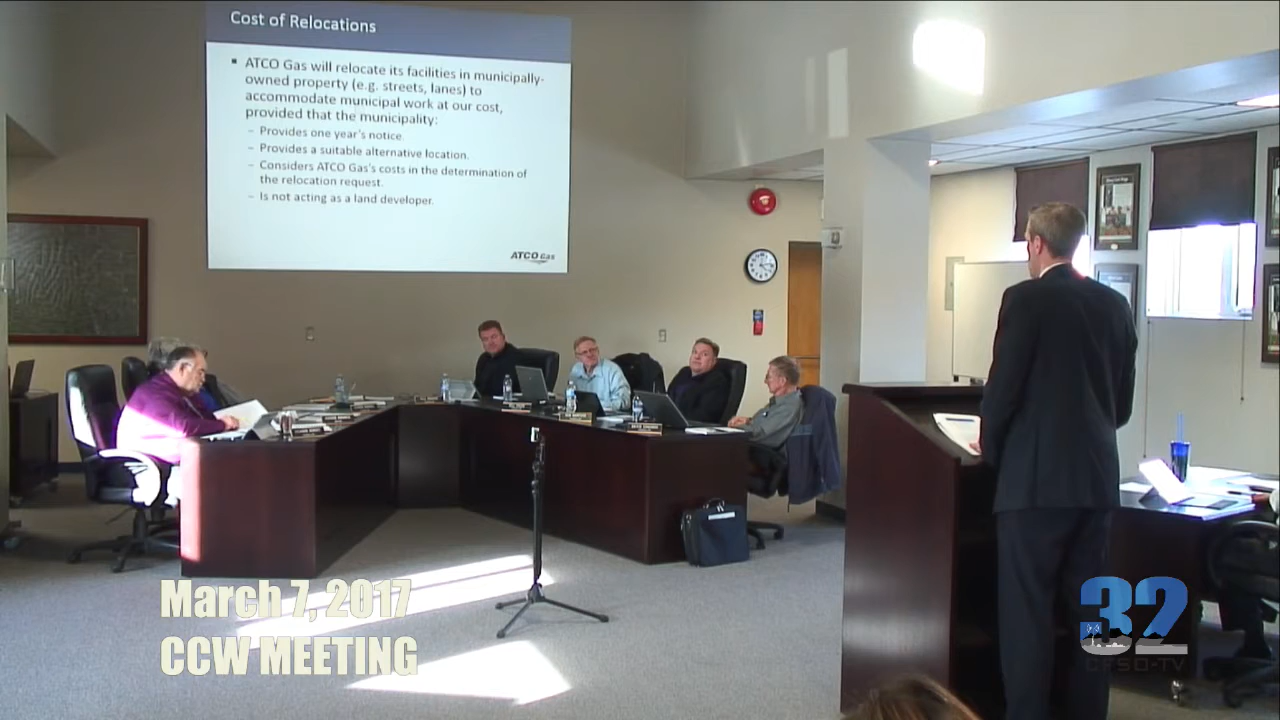 Cost of Relocations
ATCO Gas will relocate its facilities in municipally-
owned property (e.g. streets, lanes) to
accommodate municipal work at our cost,
provided that the municipality:
– Provides one year's notice.
– Provides a suitable alternative location.
– Considers ATCO Gas's costs in the determination of
the relocation request.
– Is not acting as a land developer.
ATCO Gas
March 7, 2017
CCW MEETING
32
CFSO-TV